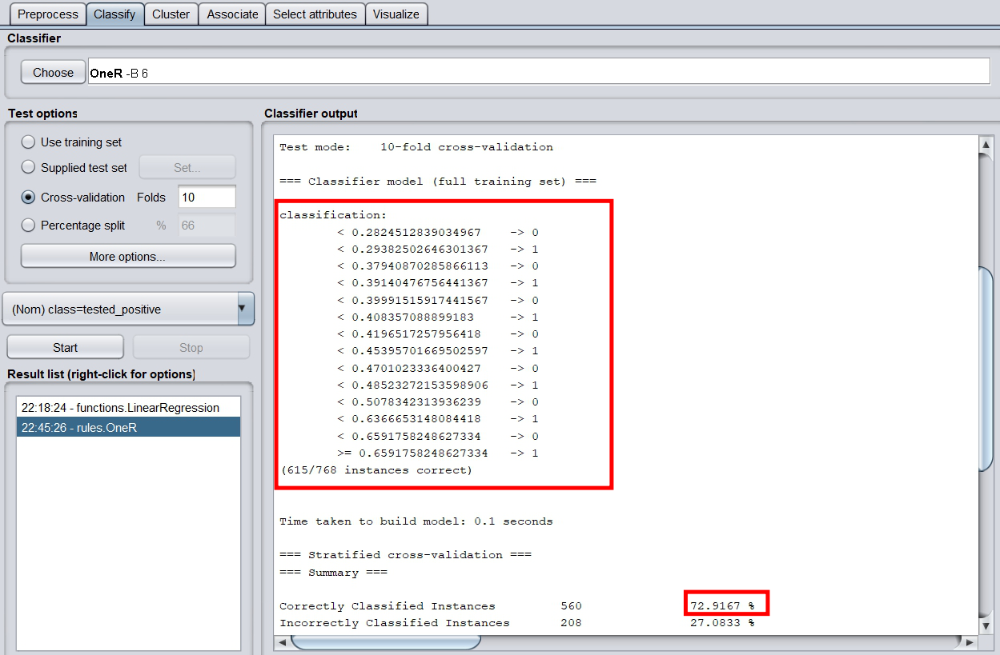 Preprocess Classify Cluster Associate Select attributes Visualize
Classifier
Choose OneR -B 6
Test options
Use training set
Supplied test set Set...
Cross-validation Folds 10
Percentage split % 66
More options...
(Nom) class=tested_positive
Start Stop
Result list (right-click for options)
22:18:24 - functions.LinearRegression
22:45:26 - rules.OneR
Classifier output
Test mode: 10-fold cross-validation
=== Classifier model (full training set) ===
classification:
< 0.2824512839034967 -> 0
< 0.29382502646301367 -> 1
< 0.37940870285866113 -> 0
< 0.39140476756441367 -> 1
< 0.39991515917441567 -> 0
< 0.408357088899183 -> 1
< 0.4196517257956418 -> 0
< 0.45395701669502597 -> 1
< 0.4701023336400427 -> 0
< 0.48523272153598906 -> 1
< 0.5078342313936239 -> 0
< 0.6366653148084418 -> 1
< 0.6591758248627334 -> 0
>= 0.6591758248627334 -> 1
(615/768 instances correct)
Time taken to build model: 0.1 seconds
=== Stratified cross-validation ===
=== Summary ===
Correctly Classified Instances 560 72.9167 %
Incorrectly Classified Instances 208 27.0833 %